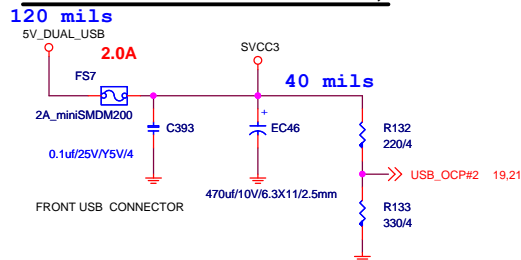 120 mils
5V_DUAL_USB
2.0A
SVCC3
FS7
40 mils
2A_miniSMDM200
C393
EC46
R132
220/4
0.1uf/25V/Y5V/4
USB_OCP#2 19,21
470uf/10V/6.3X11/2.5mm
R133
330/4
FRONT USB CONNECTOR